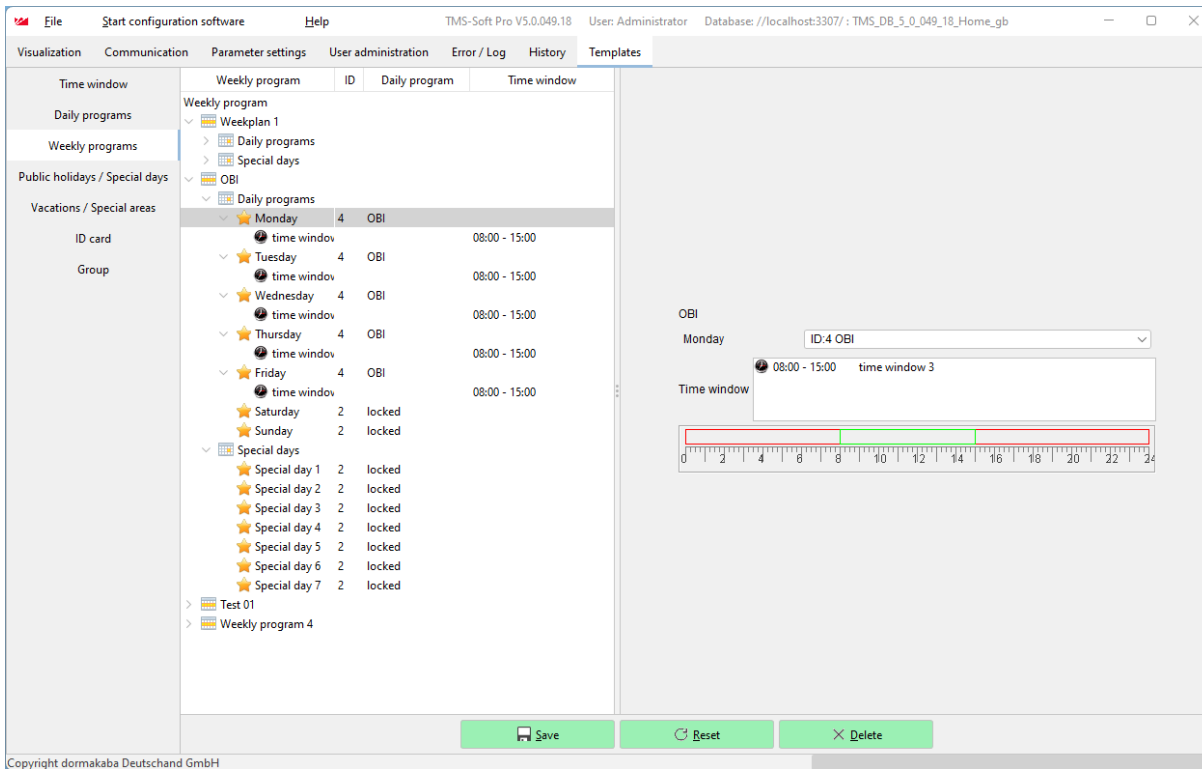 File Start configuration software Help TMS-Soft Pro V5.0.049.18 User: Administrator Database: //localhost:3307/ : TMS_DB_5_0_049_18_Home_gb
Visualization Communication Parameter settings User administration Error / Log History Templates
Time window
Daily programs
Weekly programs
Public holidays / Special days
Vacations / Special areas
ID card
Group
Weekly program ID Daily program Time window
Weekly program
Weekplan 1
Daily programs
Special days
OBI
Daily programs
Monday 4 OBI
time window 08:00 - 15:00
Tuesday 4 OBI
time window 08:00 - 15:00
Wednesday 4 OBI
time window 08:00 - 15:00
Thursday 4 OBI
time window 08:00 - 15:00
Friday 4 OBI
time window 08:00 - 15:00
Saturday 2 locked
Sunday 2 locked
Special days
Special day 1 2 locked
Special day 2 2 locked
Special day 3 2 locked
Special day 4 2 locked
Special day 5 2 locked
Special day 6 2 locked
Special day 7 2 locked
Test 01
Weekly program 4
OBI
Monday ID:4 OBI
Time window 08:00 - 15:00 time window 3
0 2 4 6 8 10 12 14 16 18 20 22 24
Save Reset Delete
Copyright dormakaba Deutschand GmbH